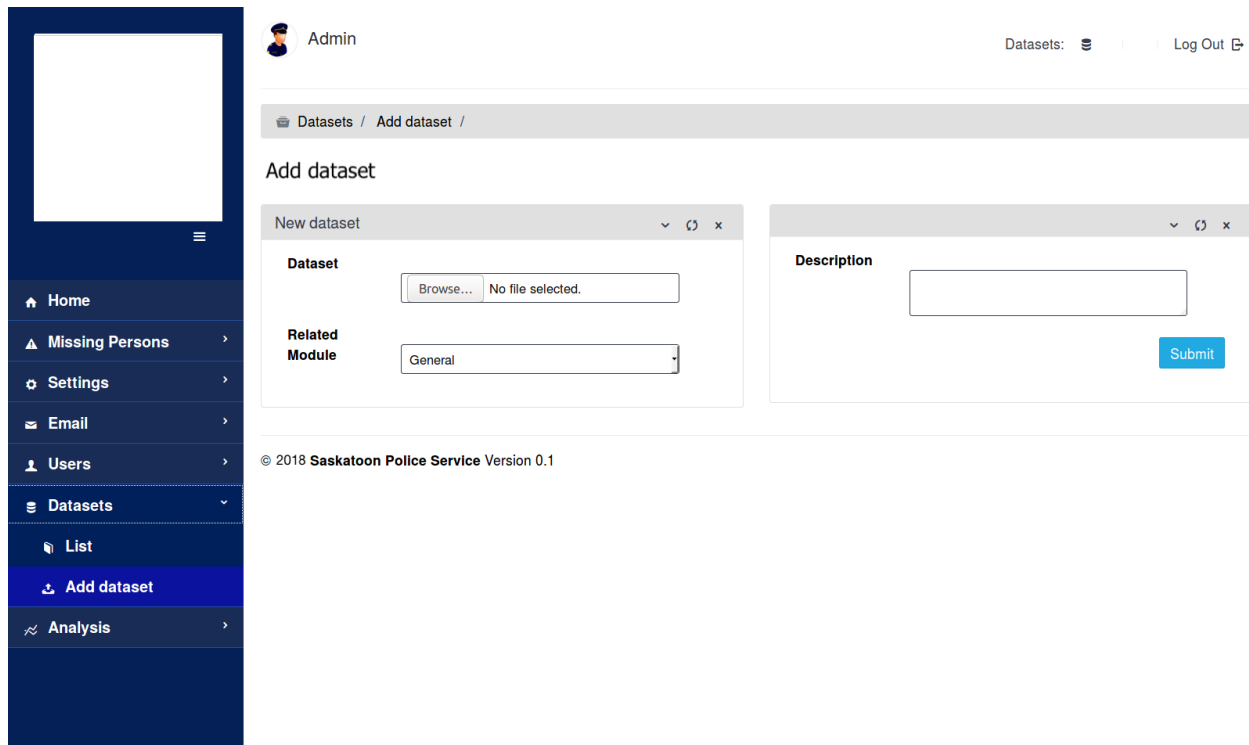 Admin
Datasets:
Log Out
Datasets / Add dataset /
Add dataset
New dataset
Dataset
Browse... No file selected.
Related
Module
General
Description
Submit
© 2018 Saskatoon Police Service Version 0.1
Home
Missing Persons
Settings
Email
Users
Datasets
List
Add dataset
Analysis